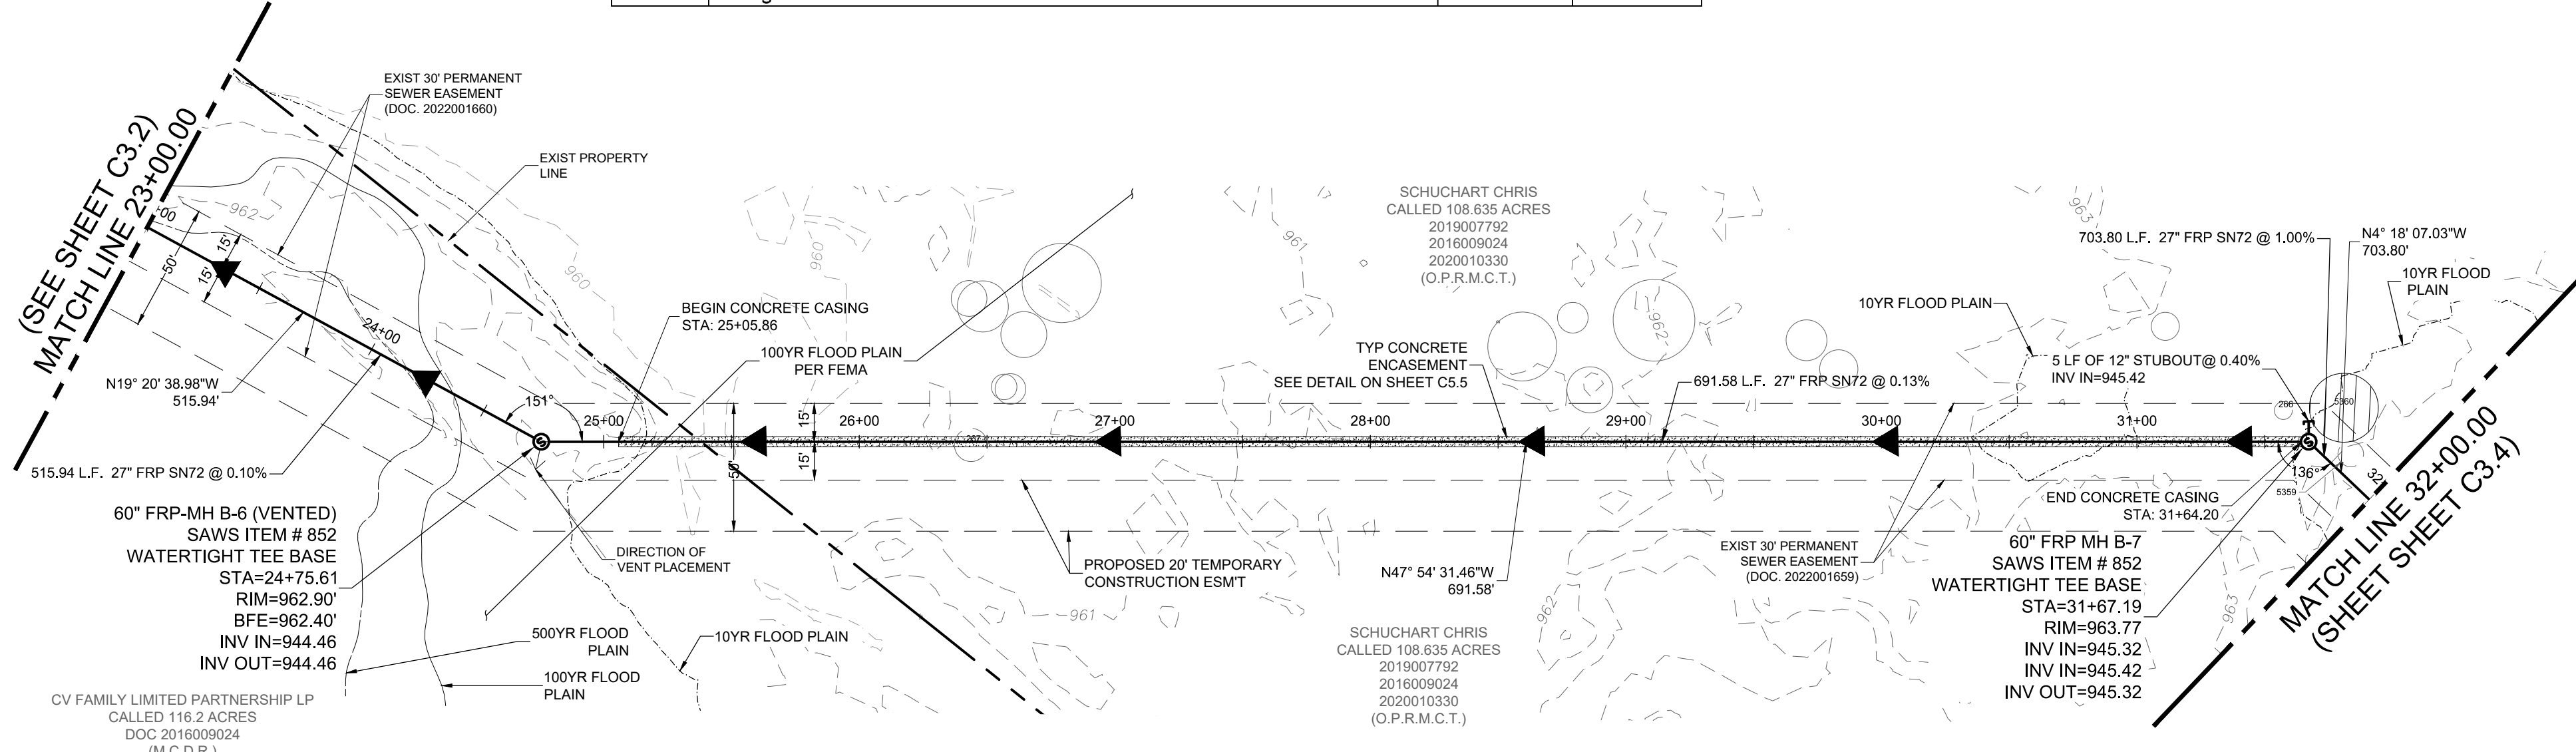 EXIST 30' PERMANENT
SEWER EASEMENT
(DOC. 2022001660)
EXIST PROPERTY
LINE
(SEE SHEET C3.2)
MATCH LINE 23+00.00
+00
962
50'
15'
15'
24+00
N19° 20' 38.98"W
515.94'
515.94 L.F. 27" FRP SN72 @ 0.10%
151°
960
960
BEGIN CONCRETE CASING
STA: 25+05.86
100YR FLOOD PLAIN
PER FEMA
60" FRP-MH B-6 (VENTED)
SAWS ITEM # 852
WATERTIGHT TEE BASE
STA=24+75.61
RIM=962.90'
BFE=962.40'
INV IN=944.46
INV OUT=944.46
CV FAMILY LIMITED PARTNERSHIP LP
CALLED 116.2 ACRES
DOC 2016009024
(M.C.D.R.)
500YR FLOOD
PLAIN
100YR FLOOD
PLAIN
10YR FLOOD PLAIN
DIRECTION OF
VENT PLACEMENT
25+00
26+00
27+00
28+00
29+00
30+00
31+00
32
15'
15'
50'
267
PROPOSED 20' TEMPORARY
CONSTRUCTION ESM'T
961
SCHUCHART CHRIS
CALLED 108.635 ACRES
2019007792
2016009024
2020010330
(O.P.R.M.C.T.)
961
962
TYP CONCRETE
ENCASEMENT
SEE DETAIL ON SHEET C5.5
691.58 L.F. 27" FRP SN72 @ 0.13%
N47° 54' 31.46"W
691.58'
SCHUCHART CHRIS
CALLED 108.635 ACRES
2019007792
2016009024
2020010330
(O.P.R.M.C.T.)
962
EXIST 30' PERMANENT
SEWER EASEMENT
(DOC. 2022001659)
10YR FLOOD PLAIN
963
703.80 L.F. 27" FRP SN72 @ 1.00%
N4° 18' 07.03"W
703.80'
10YR FLOOD
PLAIN
5 LF OF 12" STUBOUT@ 0.40%
INV IN=945.42
266
5360
136°
5359
END CONCRETE CASING
STA: 31+64.20
60" FRP MH B-7
SAWS ITEM # 852
WATERTIGHT TEE BASE
STA=31+67.19
RIM=963.77
INV IN=945.32
INV IN=945.42
INV OUT=945.32
963
MATCH LINE 32+00.00
(SHEET SHEET C3.4)